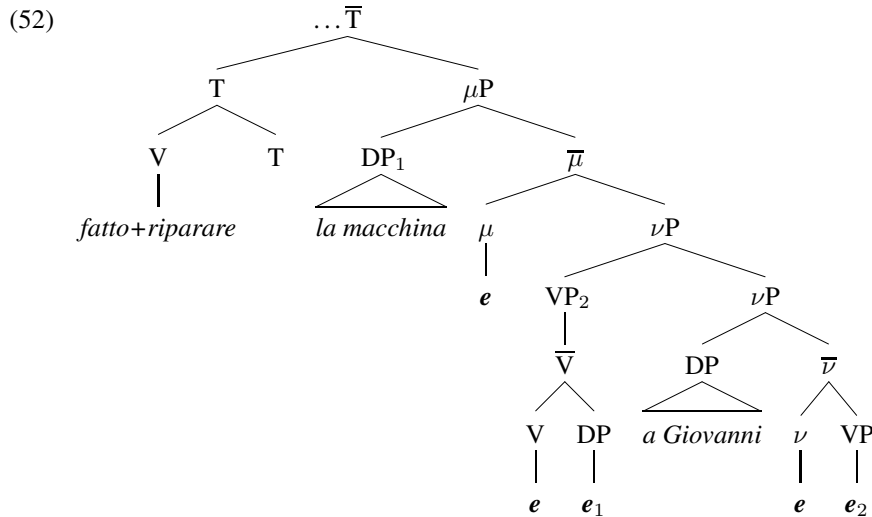 (52) … T̅
T μP
V T DP₁ μ̅
fatto+riparare la macchina μ νP
e VP₂ νP
V̅ DP ν̅
V DP a Giovanni ν VP
e e₁ e e₂